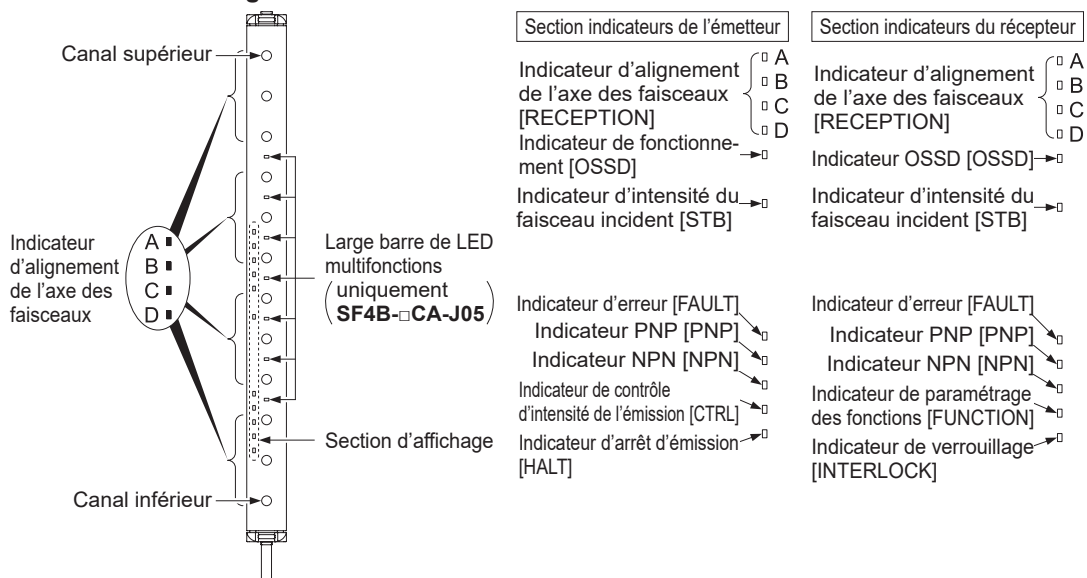 Canal supérieur
Indicateur
d'alignement
de l'axe des
faisceaux
A
B
C
D
Large barre de LED
multifonctions
uniquement
SF4B-□CA-J05
Section d'affichage
Canal inférieur
Section indicateurs de l'émetteur
Indicateur d'alignement
de l'axe des faisceaux
[RECEPTION]
A
B
C
D
Indicateur de fonctionne-
ment [OSSD]
Indicateur d'intensité du
faisceau incident [STB]
Indicateur d'erreur [FAULT]
Indicateur PNP [PNP]
Indicateur NPN [NPN]
Indicateur de contrôle
d'intensité de l'émission [CTRL]
Indicateur d'arrêt d'émission
[HALT]
Section indicateurs du récepteur
Indicateur d'alignement
de l'axe des faisceaux
[RECEPTION]
A
B
C
D
Indicateur OSSD [OSSD]
Indicateur d'intensité du
faisceau incident [STB]
Indicateur d'erreur [FAULT]
Indicateur PNP [PNP]
Indicateur NPN [NPN]
Indicateur de paramétrage
des fonctions [FUNCTION]
Indicateur de verrouillage
[INTERLOCK]